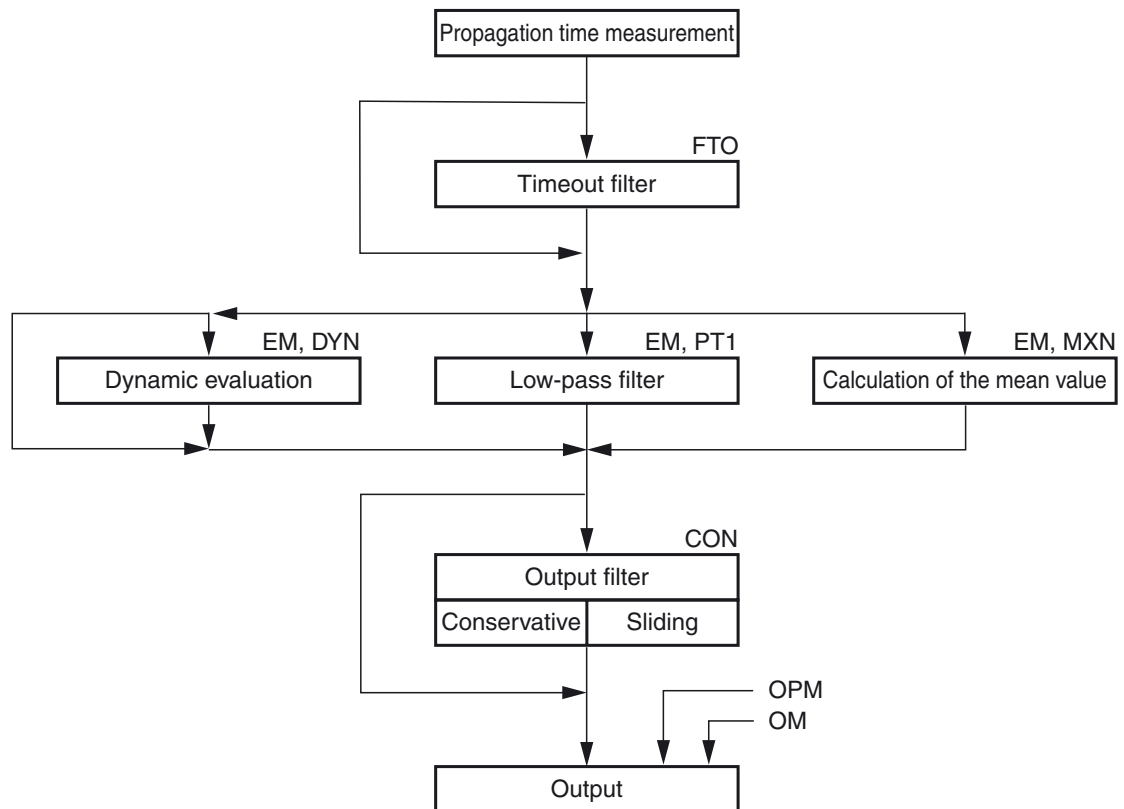 Propagation time measurement
FTO
Timeout filter
EM, DYN
EM, PT1
EM, MXN
Dynamic evaluation
Low-pass filter
Calculation of the mean value
CON
Output filter
Conservative
Sliding
OPM
OM
Output